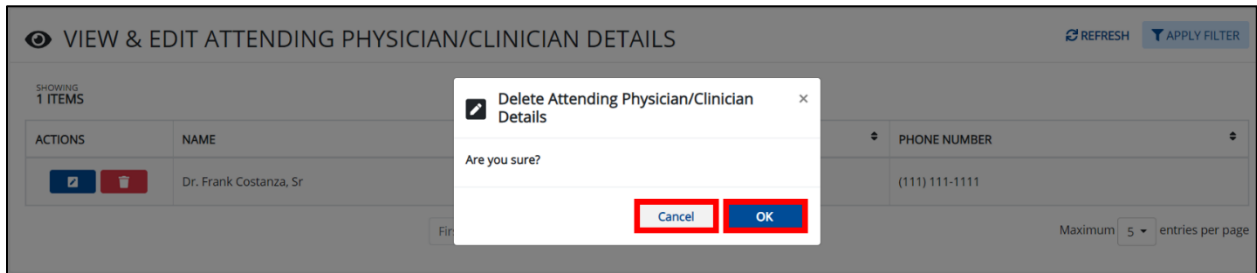 VIEW & EDIT ATTENDING PHYSICIAN/CLINICIAN DETAILS
REFRESH
APPLY FILTER
SHOWING
1 ITEMS
Delete Attending Physician/Clinician
Details
×
Are you sure?
Cancel
OK
ACTIONS
NAME
PHONE NUMBER
Dr. Frank Costanza, Sr
(111) 111-1111
Maximum 5 entries per page